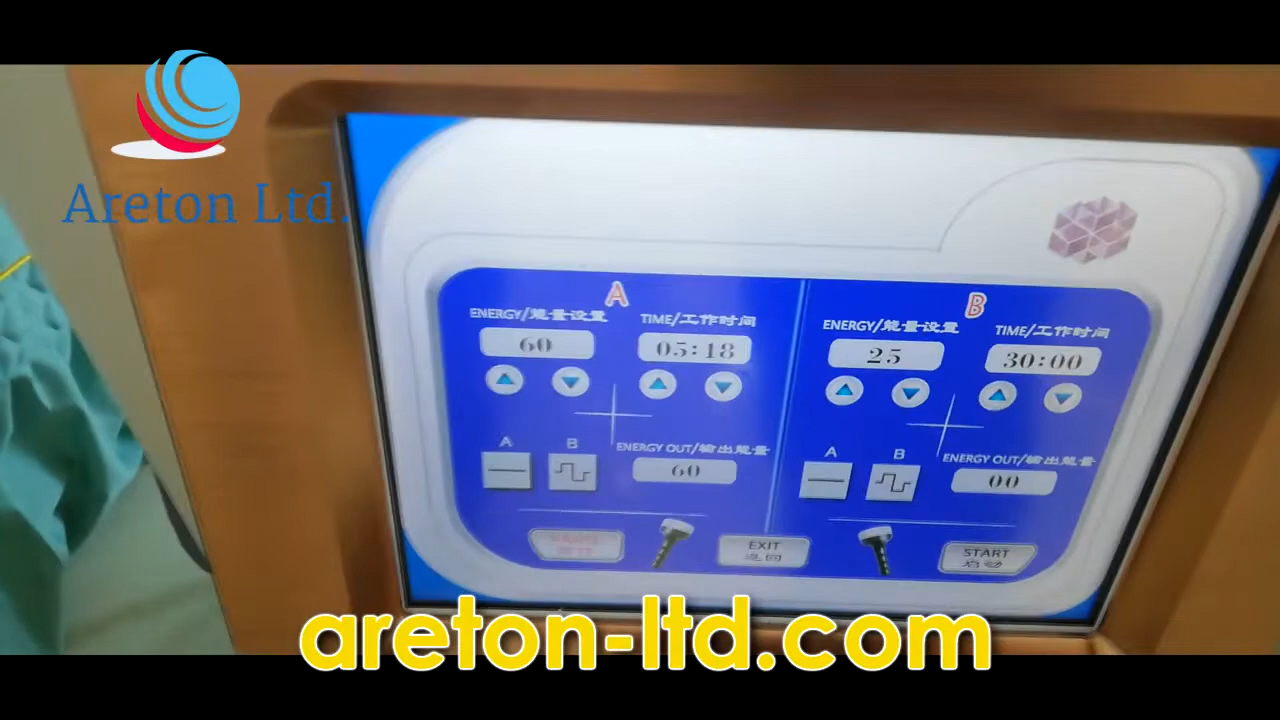 Areton Ltd.
A
B
ENERGY/能量设置
TIME/工作时间
ENERGY/能量设置
TIME/工作时间
60
05:18
25
30:00
A
B
ENERGY OUT/输出能量
A
B
ENERGY OUT/输出能量
60
00
EXIT
返回
START
启动
areton-ltd.com